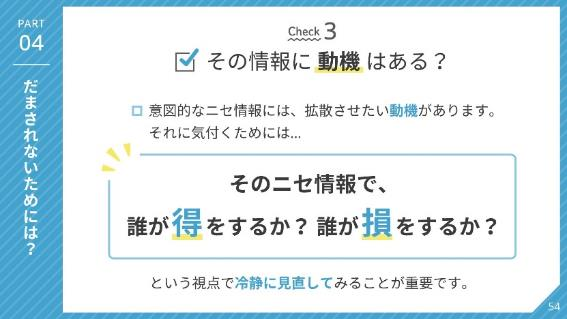 PART
04
だまされないためには？
Check 3
その情報に 動機 はある？
意図的なニセ情報には、拡散させたい動機があります。
それに気付くためには...
そのニセ情報で、
誰が得をするか？ 誰が損をするか？
という視点で冷静に見直してみることが重要です。
54